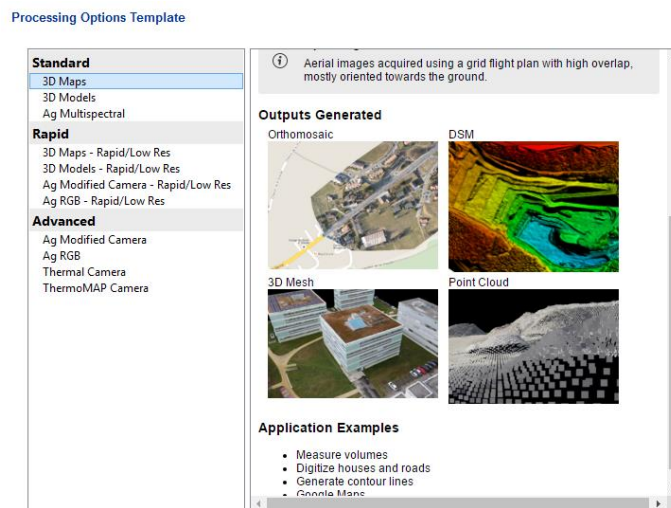 Processing Options Template
Standard
3D Maps
3D Models
Ag Multispectral
Rapid
3D Maps - Rapid/Low Res
3D Models - Rapid/Low Res
Ag Modified Camera - Rapid/Low Res
Ag RGB - Rapid/Low Res
Advanced
Ag Modified Camera
Ag RGB
Thermal Camera
ThermoMAP Camera
Aerial images acquired using a grid flight plan with high overlap,
mostly oriented towards the ground.
Outputs Generated
Orthomosaic
DSM
3D Mesh
Point Cloud
Application Examples
• Measure volumes
• Digitize houses and roads
• Generate contour lines
• Google Maps